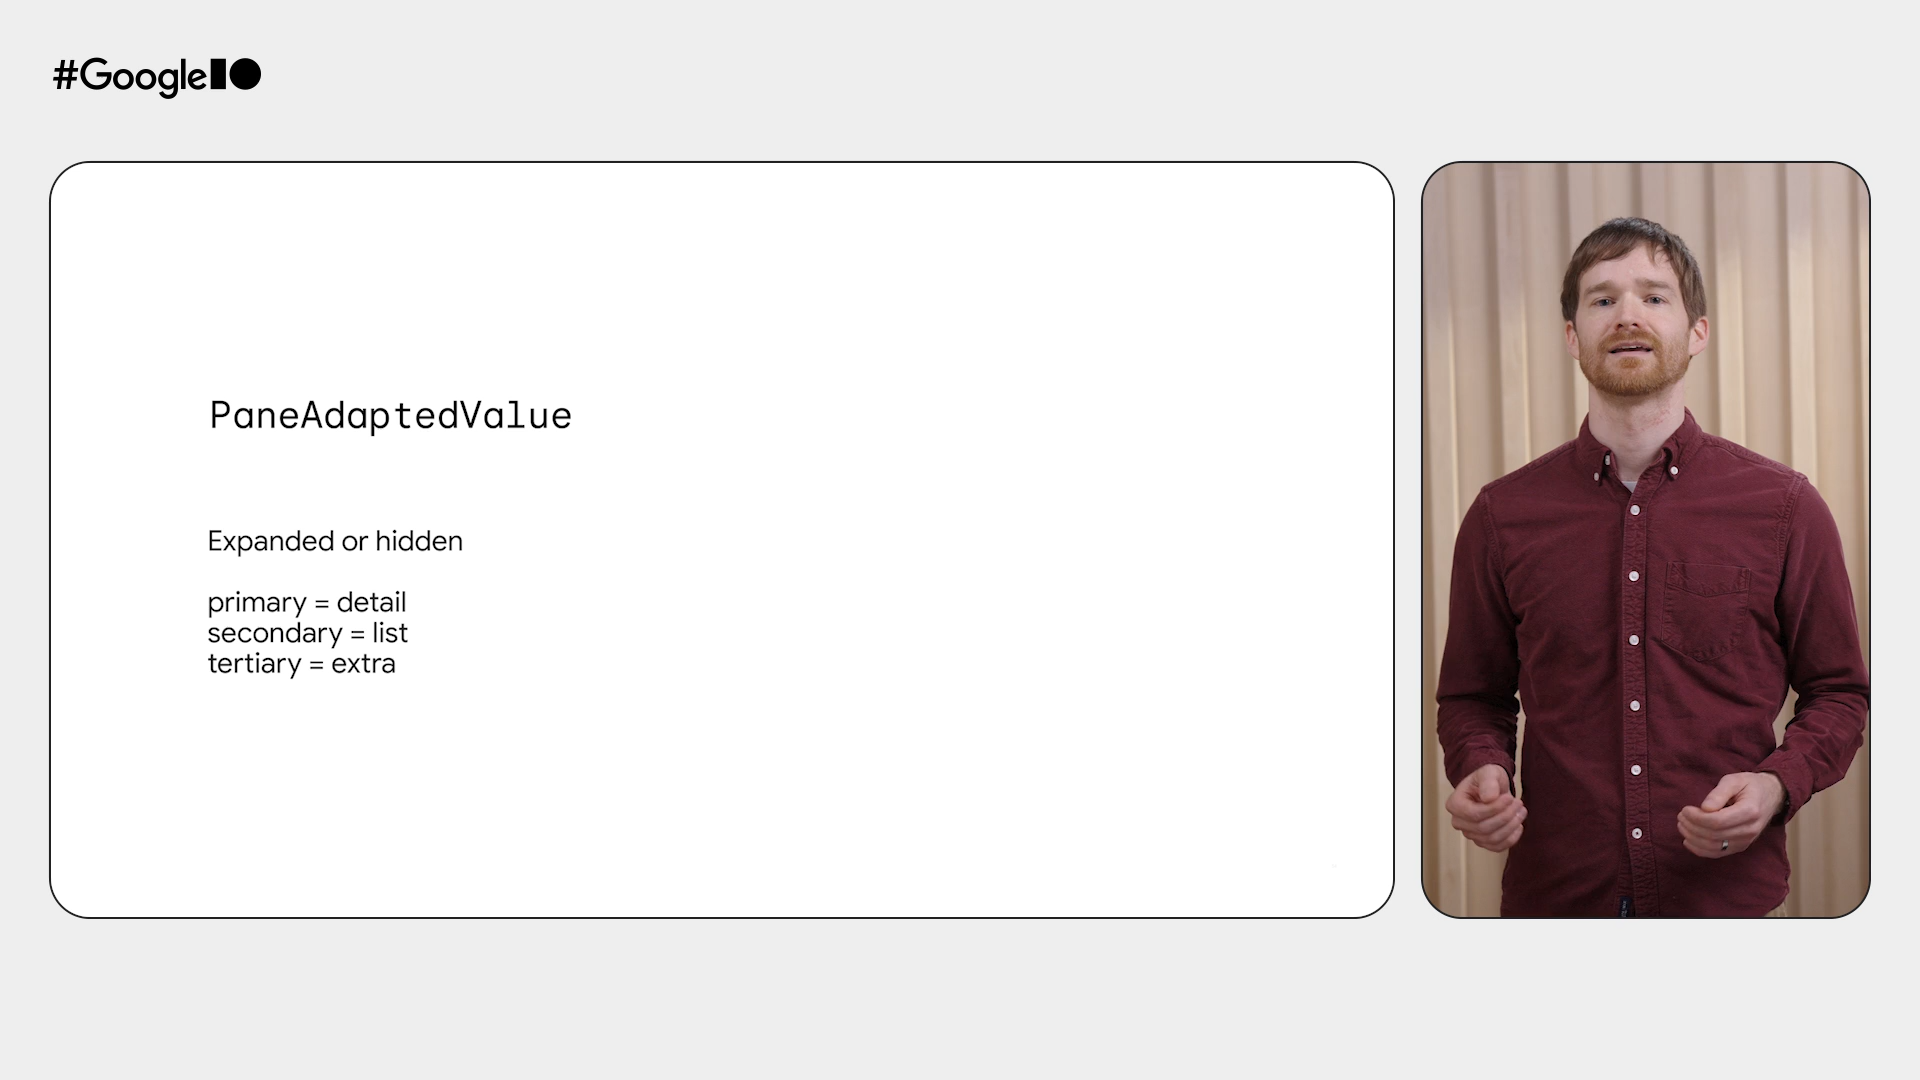 #GoogleIO
PaneAdaptedValue
Expanded or hidden
primary = detail
secondary = list
tertiary = extra